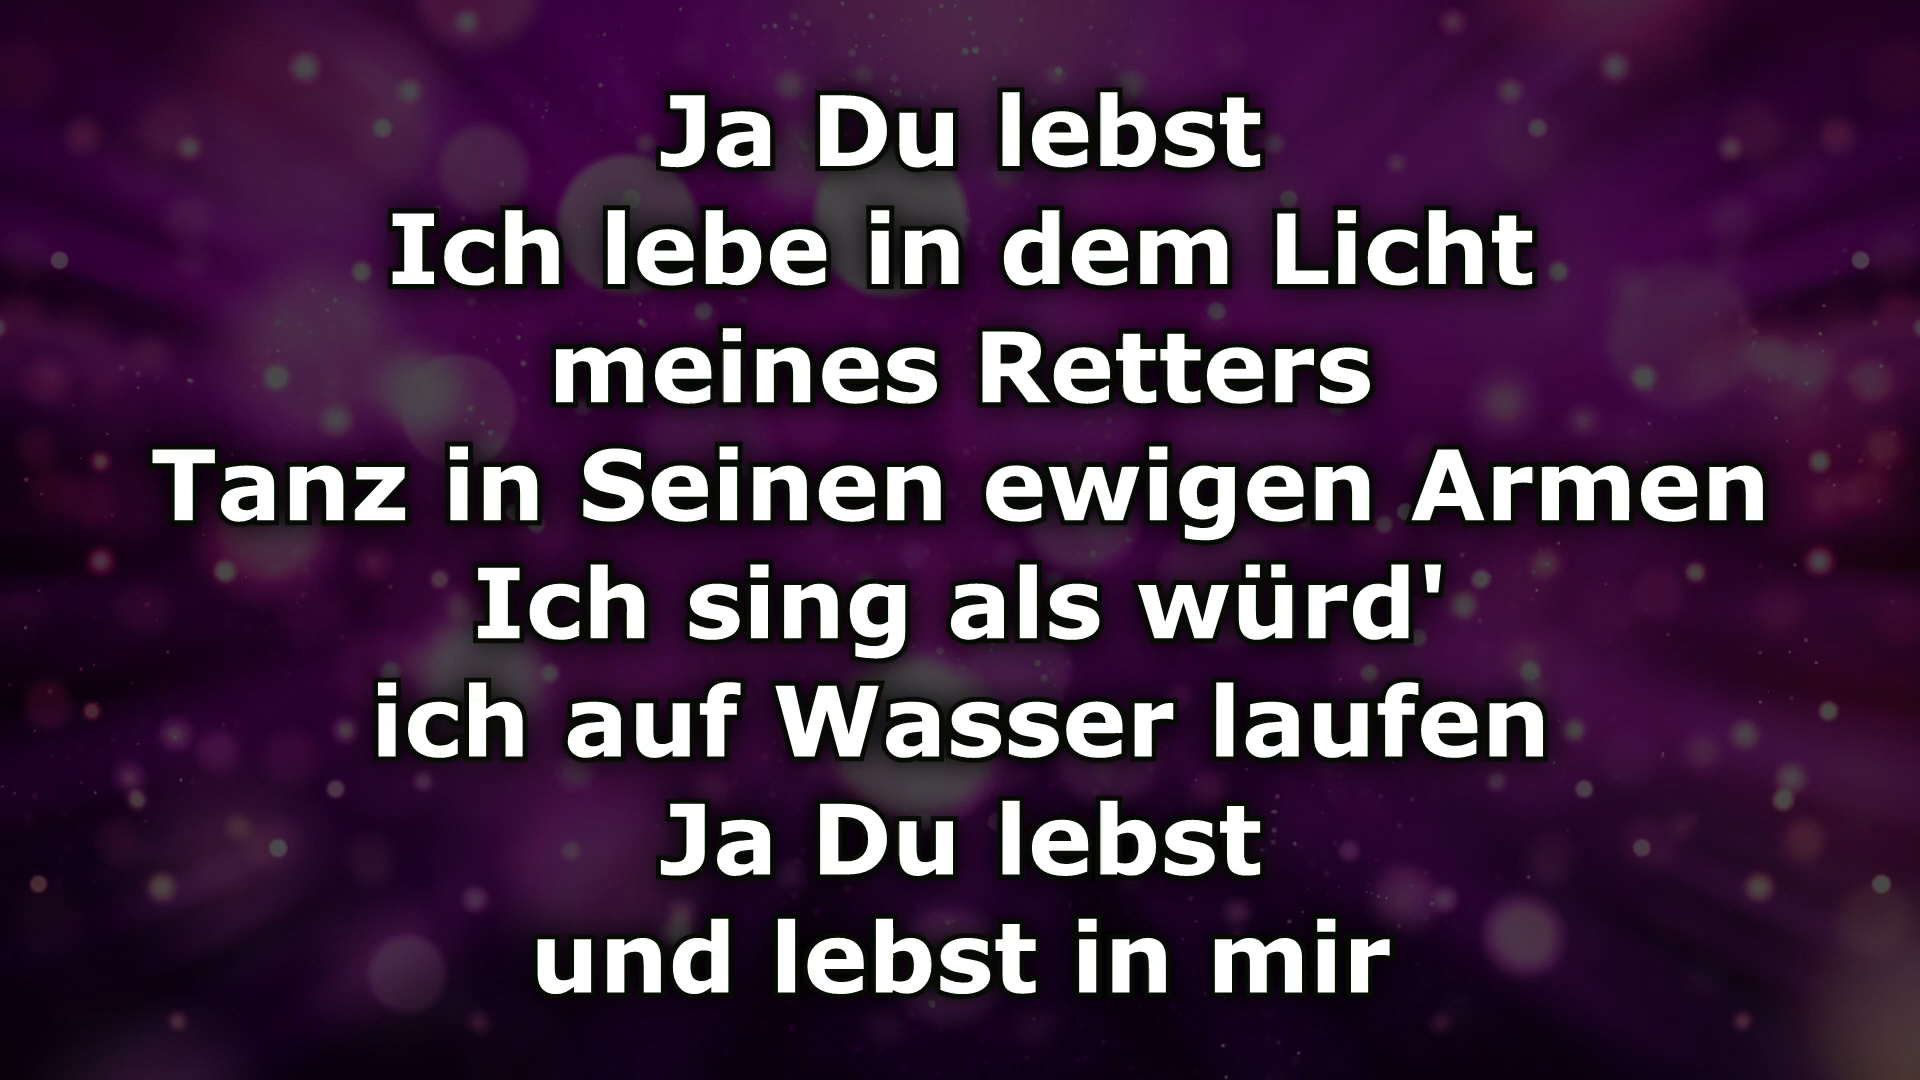 Ja Du lebst
Ich lebe in dem Licht
meines Retters
Tanz in Seinen ewigen Armen
Ich sing als würd'
ich auf Wasser laufen
Ja Du lebst
und lebst in mir